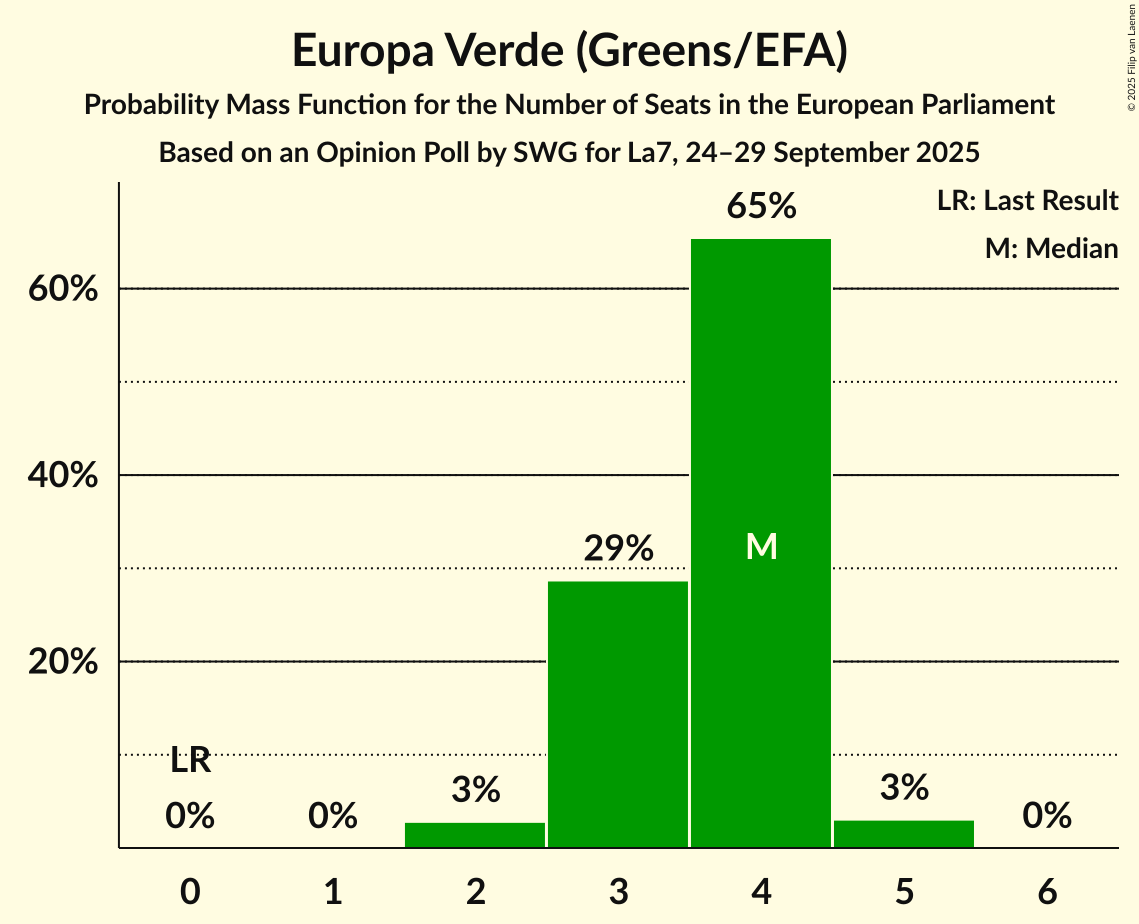 Europa Verde (Greens/EFA)
Probability Mass Function for the Number of Seats in the European Parliament
Based on an Opinion Poll by SWG for La7, 24–29 September 2025
© 2025 Filip van Laenen
LR: Last Result
M: Median
65%
60%
40%
29%
M
20%
LR
0%
0%
3%
3%
0%
0 1 2 3 4 5 6